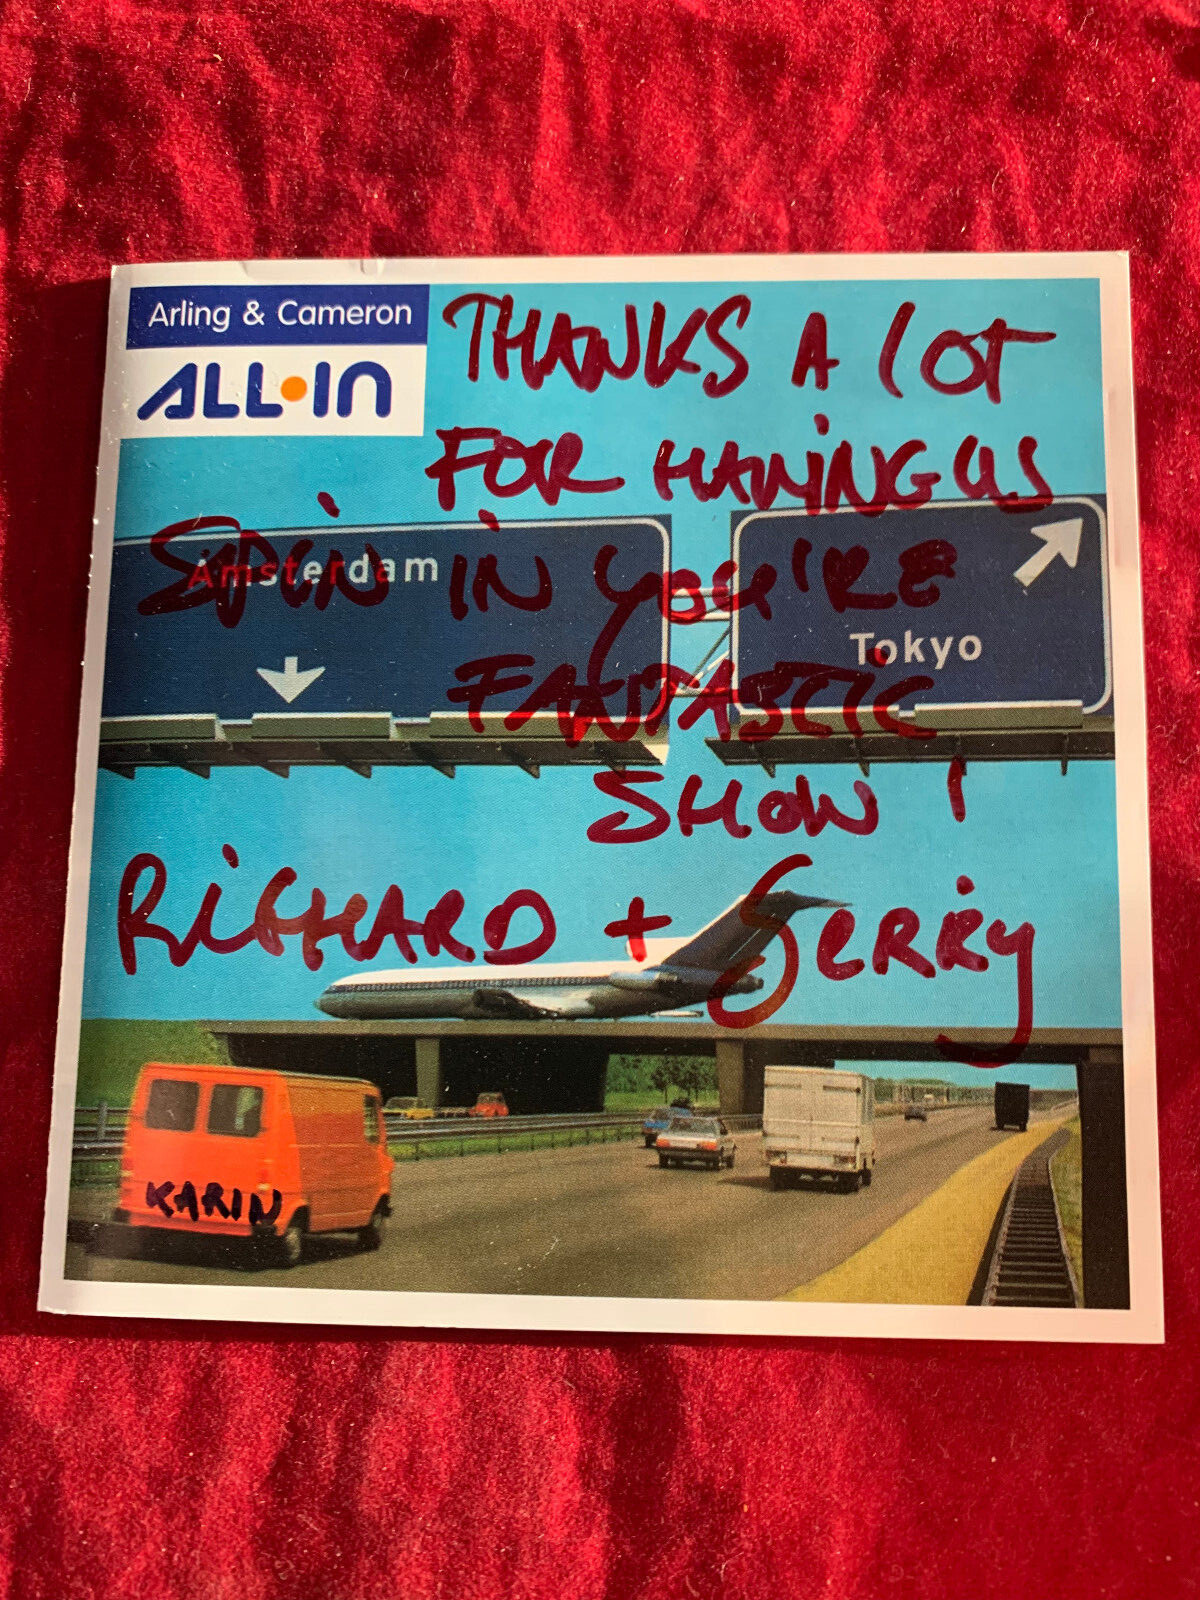 Arling & Cameron
ALL·IN
THANKS A lOT
FOR HAVING US
SPIN IN YOU'RE
FANTASTIC
SHOW!
RICHARD + Gerry
Amsterdam
Tokyo
KARIN